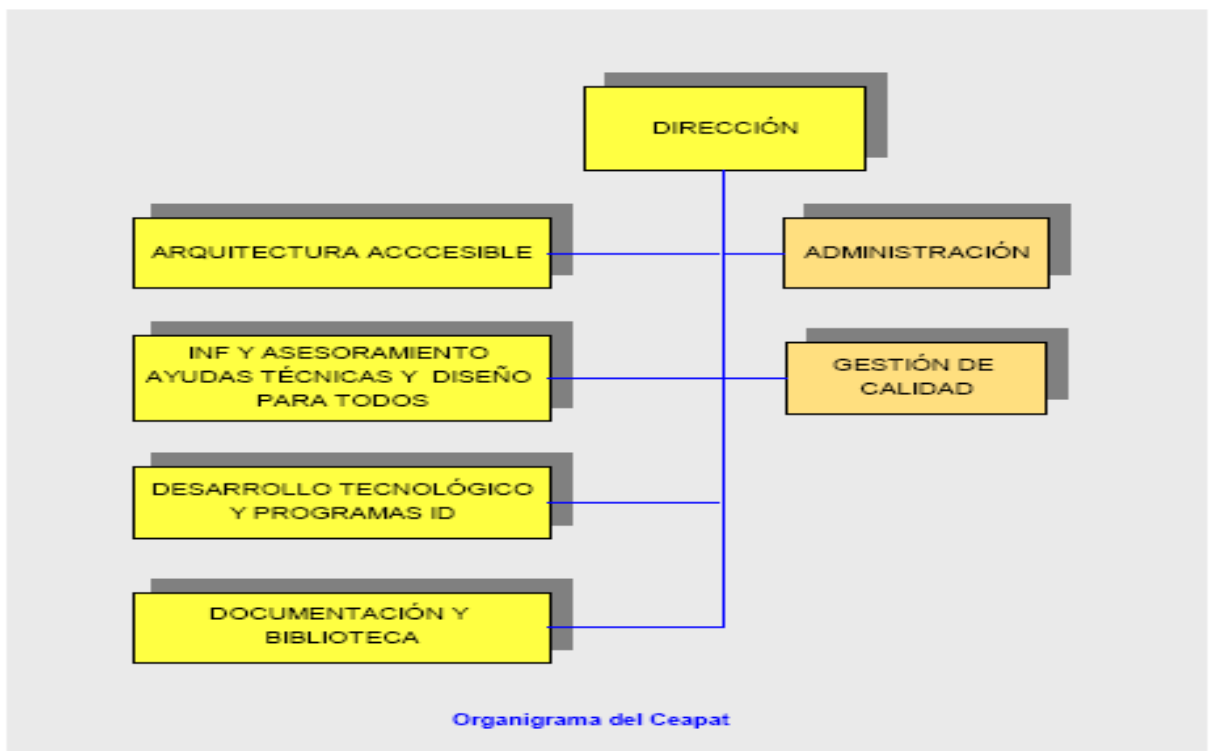 DIRECCIÓN
ARQUITECTURA ACCCESIBLE
ADMINISTRACIÓN
INF Y ASESORAMIENTO
AYUDAS TÉCNICAS Y DISEÑO
PARA TODOS
GESTIÓN DE
CALIDAD
DESARROLLO TECNOLÓGICO
Y PROGRAMAS ID
DOCUMENTACIÓN Y
BIBLIOTECA
Organigrama del Ceapat